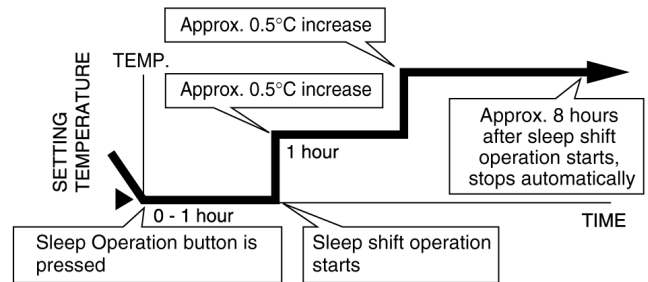 Approx. 0.5°C increase
TEMP.
Approx. 0.5°C increase
SETTING
TEMPERATURE
1 hour
Approx. 8 hours
after sleep shift
operation starts,
stops automatically
0 - 1 hour
TIME
Sleep Operation button is
pressed
Sleep shift operation
starts